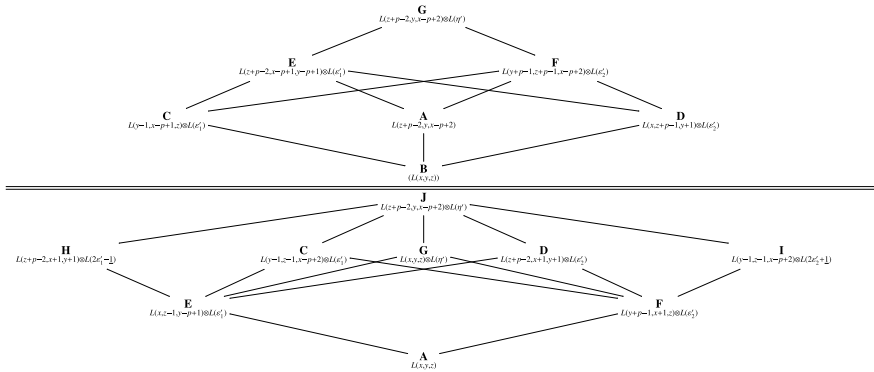 G
L(z+p−2,y,x−p+2)⊗L(η′)
E F
L(z+p−2,x−p+1,y−p+1)⊗L(ε′₁) L(y+p−1,z+p−1,x−p+2)⊗L(ε′₂)
C A D
L(y−1,x−p+1,z)⊗L(ε′₁) L(z+p−2,y,x−p+2) L(x,z+p−1,y+1)⊗L(ε′₂)
B
(L(x,y,z))
J
L(z+p−2,y,x−p+2)⊗L(η′)
H C G D I
L(z+p−2,x+1,y+1)⊗L(2ε′₁−1) L(y−1,z−1,x−p+2)⊗L(ε′₁) L(x,y,z)⊗L(η′) L(z+p−2,x+1,y+1)⊗L(ε′₂) L(y−1,z−1,x−p+2)⊗L(2ε′₂+1)
E F
L(x,z−1,y−p+1)⊗L(ε′₁) L(y+p−1,x+1,z)⊗L(ε′₂)
A
L(x,y,z)